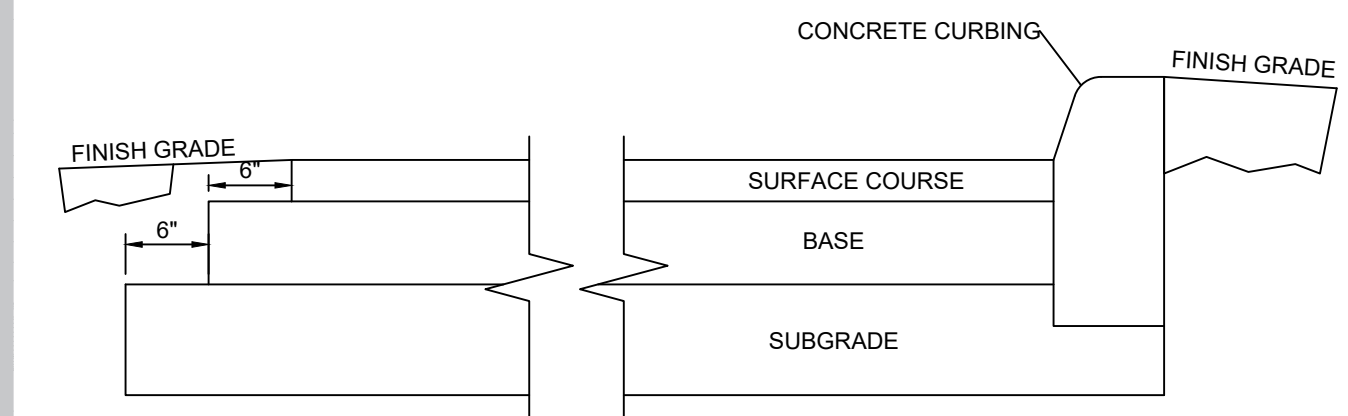 CONCRETE CURBING
FINISH GRADE
FINISH GRADE
6"
SURFACE COURSE
6"
BASE
SUBGRADE